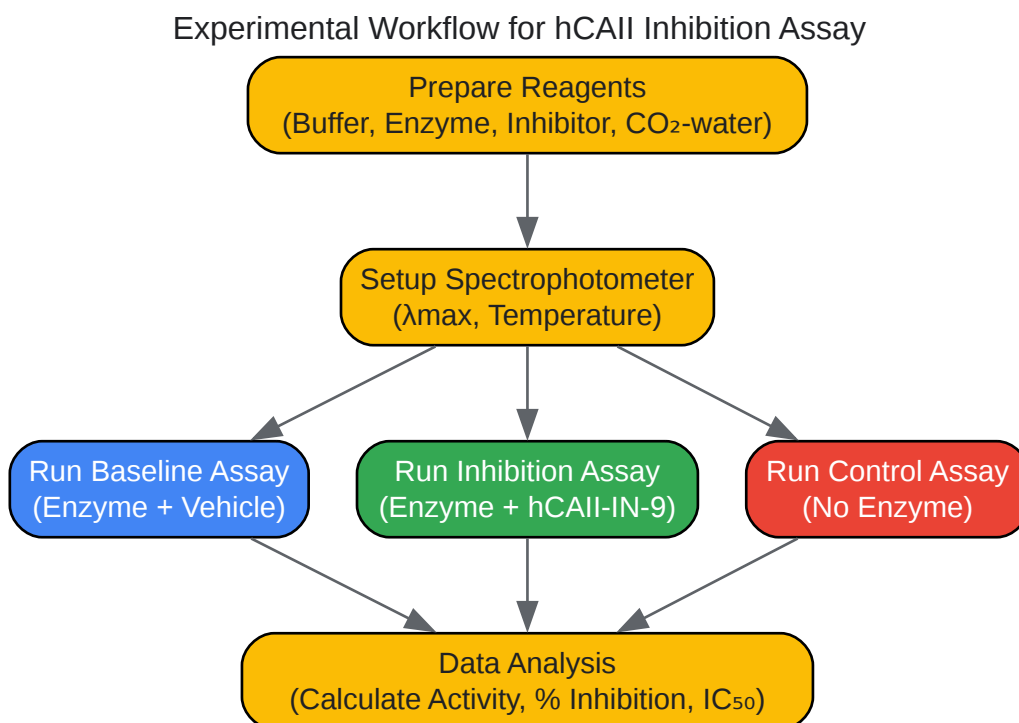 Experimental Workflow for hCAII Inhibition Assay
Prepare Reagents
(Buffer, Enzyme, Inhibitor, CO₂-water)
Setup Spectrophotometer
(λmax, Temperature)
Run Baseline Assay
(Enzyme + Vehicle)
Run Inhibition Assay
(Enzyme + hCAII-IN-9)
Run Control Assay
(No Enzyme)
Data Analysis
(Calculate Activity, % Inhibition, IC₅₀)